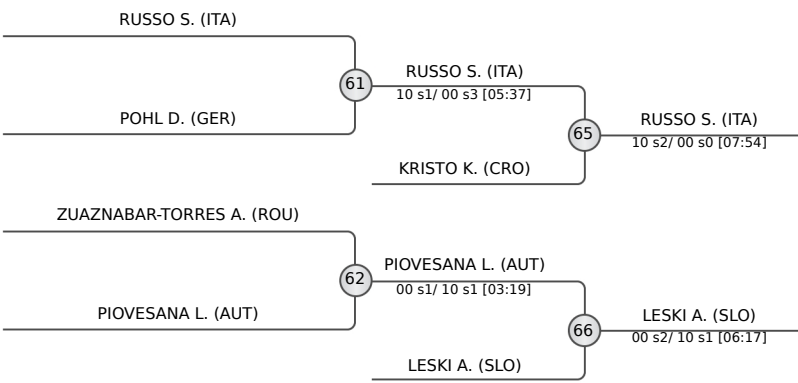 RUSSO S. (ITA)
61
POHL D. (GER)
RUSSO S. (ITA)
10 s1/ 00 s3 [05:37]
65
KRISTO K. (CRO)
RUSSO S. (ITA)
10 s2/ 00 s0 [07:54]
ZUAZNABAR-TORRES A. (ROU)
62
PIOVESANA L. (AUT)
PIOVESANA L. (AUT)
00 s1/ 10 s1 [03:19]
66
LESKI A. (SLO)
LESKI A. (SLO)
00 s2/ 10 s1 [06:17]